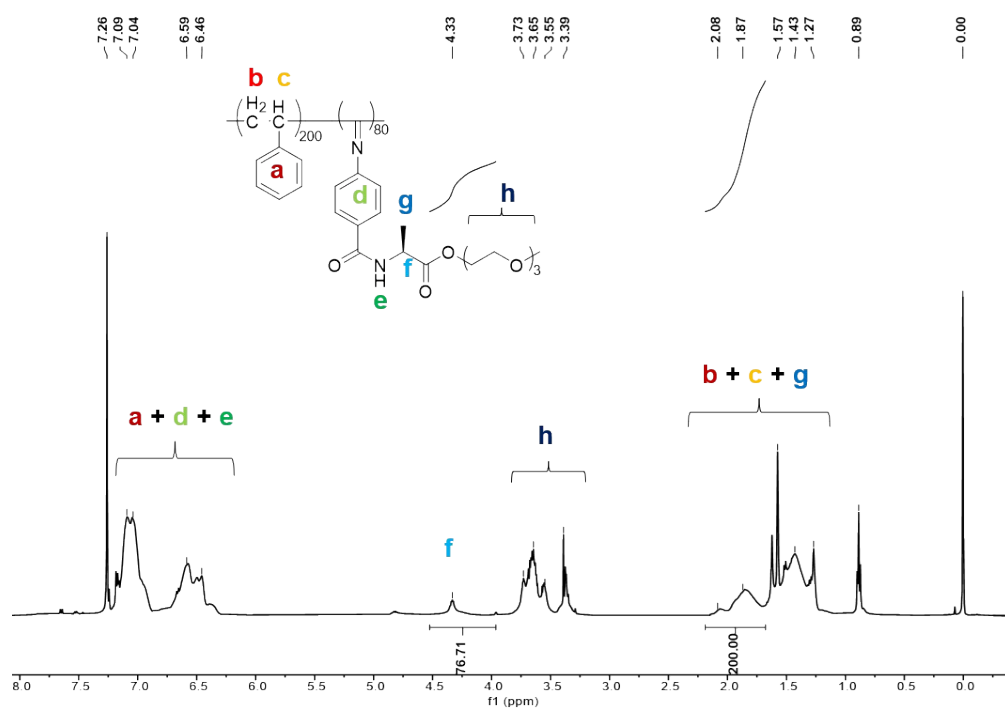 7.26 7.09 7.04 6.59 6.46 4.33 3.73 3.65 3.55 3.39 2.08 1.87 1.57 1.43 1.27 0.89 0.00
b c
H2 H
C C
200 80
N
a
d
g h
O N O O 3
H f O
e
b + c + g
a + d + e
h
f
76.71 200.00
8.0 7.5 7.0 6.5 6.0 5.5 5.0 4.5 4.0 3.5 3.0 2.5 2.0 1.5 1.0 0.5 0.0
f1 (ppm)